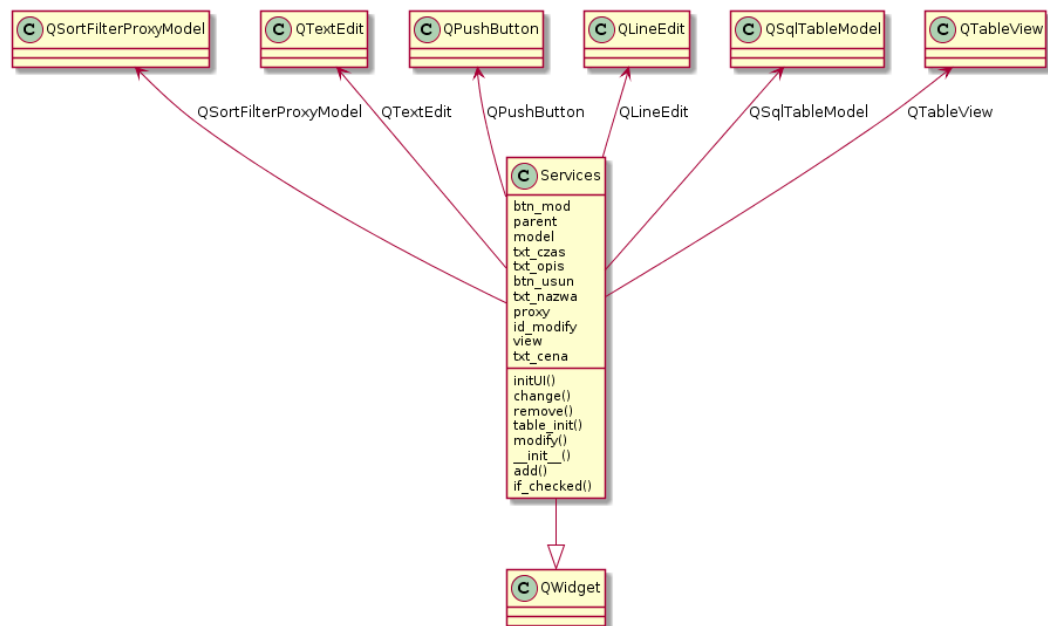 C QSortFilterProxyModel
C QTextEdit
C QPushButton
C QLineEdit
C QSqlTableModel
C QTableView
QSortFilterProxyModel
QTextEdit
QPushButton
QLineEdit
QSqlTableModel
QTableView
C Services
btn_mod
parent
model
txt_czas
txt_opis
btn_usun
txt_nazwa
proxy
id_modify
view
txt_cena
initUI()
change()
remove()
table_init()
modify()
__init__()
add()
if_checked()
C QWidget